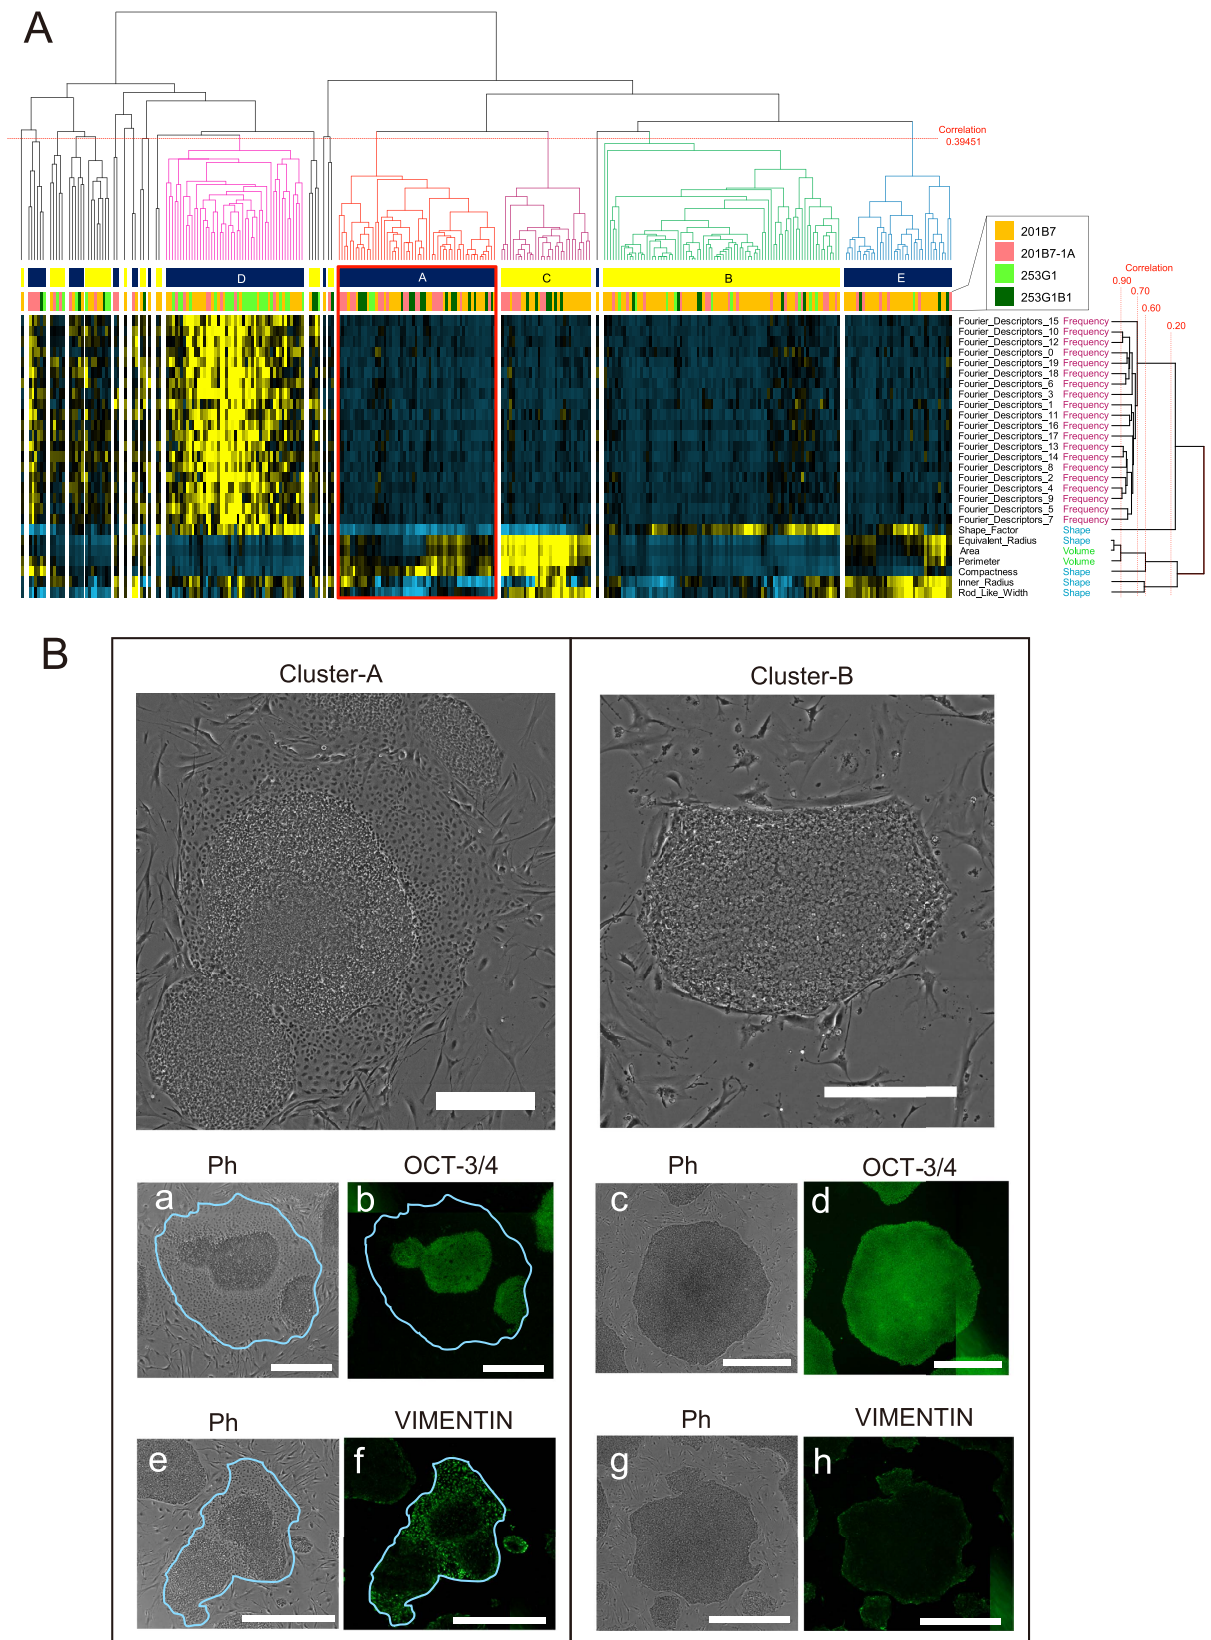 A
Correlation
0.39451
201B7
201B7-1A
253G1
253G1B1
D
A
C
B
E
Correlation
0.90
0.70
0.60
0.20
Fourier_Descriptors_15 Frequency
Fourier_Descriptors_10 Frequency
Fourier_Descriptors_12 Frequency
Fourier_Descriptors_0 Frequency
Fourier_Descriptors_19 Frequency
Fourier_Descriptors_18 Frequency
Fourier_Descriptors_6 Frequency
Fourier_Descriptors_3 Frequency
Fourier_Descriptors_1 Frequency
Fourier_Descriptors_11 Frequency
Fourier_Descriptors_16 Frequency
Fourier_Descriptors_17 Frequency
Fourier_Descriptors_13 Frequency
Fourier_Descriptors_14 Frequency
Fourier_Descriptors_8 Frequency
Fourier_Descriptors_2 Frequency
Fourier_Descriptors_4 Frequency
Fourier_Descriptors_9 Frequency
Fourier_Descriptors_5 Frequency
Fourier_Descriptors_7 Frequency
Shape_Factor Shape
Equivalent_Radius Shape
Area Volume
Perimeter Volume
Compactness Shape
Inner_Radius Shape
Rod_Like_Width Shape
B
Cluster-A
Cluster-B
Ph
OCT-3/4
Ph
OCT-3/4
a
b
c
d
Ph
VIMENTIN
Ph
VIMENTIN
e
f
g
h